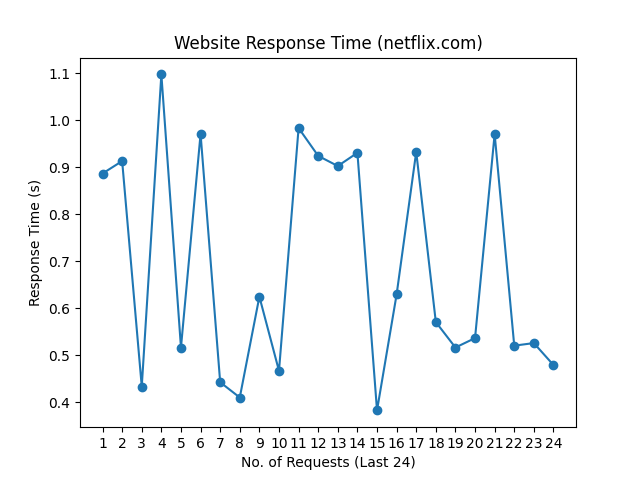 Website Response Time (netflix.com)
Response Time (s)
1.1
1.0
0.9
0.8
0.7
0.6
0.5
0.4
1 2 3 4 5 6 7 8 9 10 11 12 13 14 15 16 17 18 19 20 21 22 23 24
No. of Requests (Last 24)